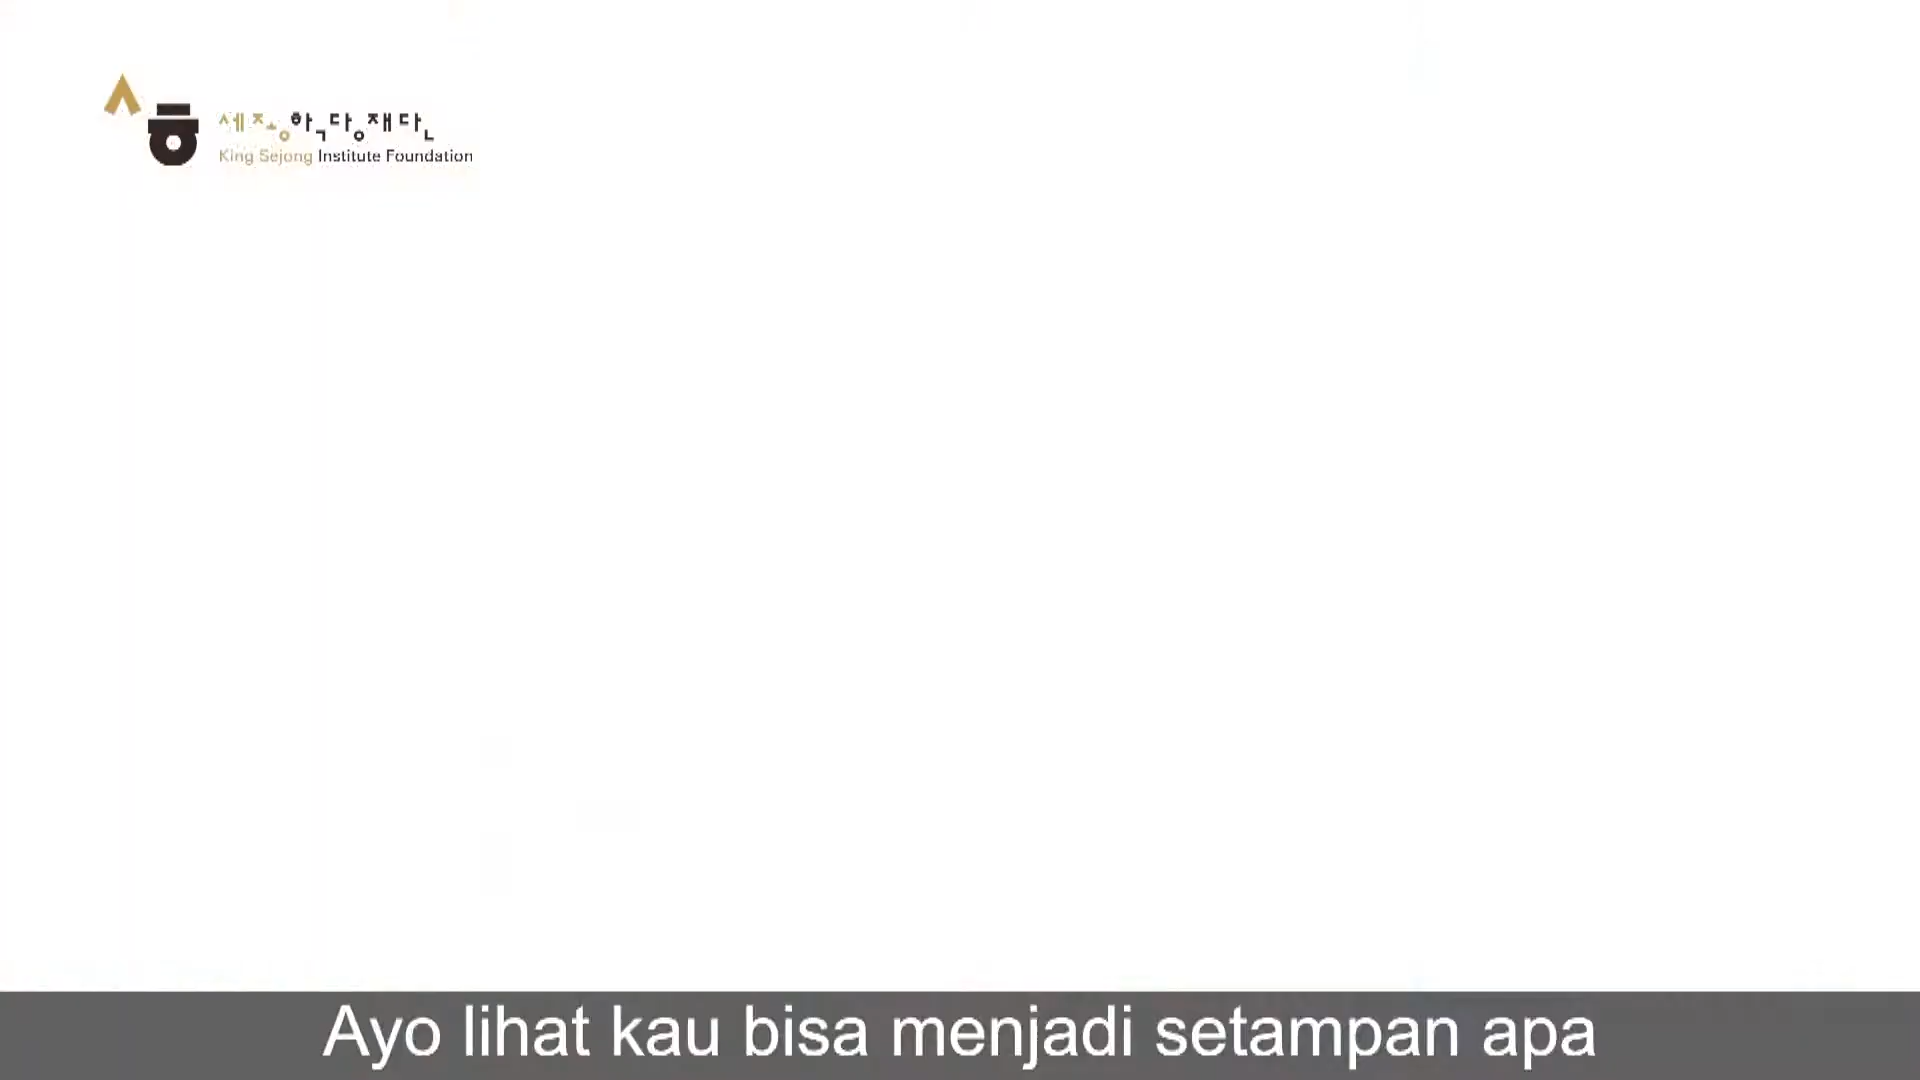 세종학당재단
King Sejong Institute Foundation
Ayo lihat kau bisa menjadi setampan apa